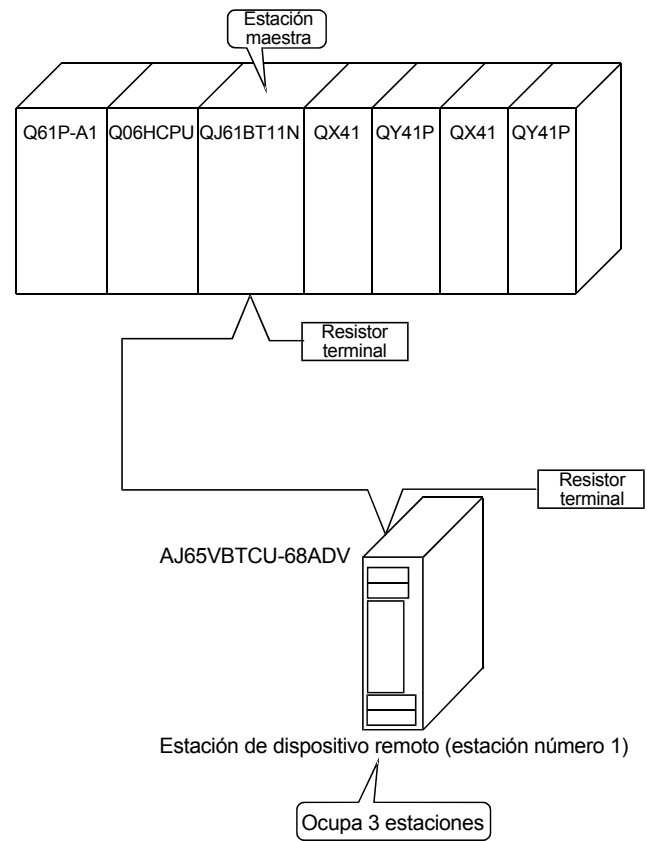 Estación
maestra
Q61P-A1 Q06HCPU QJ61BT11N QX41 QY41P QX41 QY41P
Resistor
terminal
Resistor
terminal
AJ65VBTCU-68ADV
Estación de dispositivo remoto (estación número 1)
Ocupa 3 estaciones